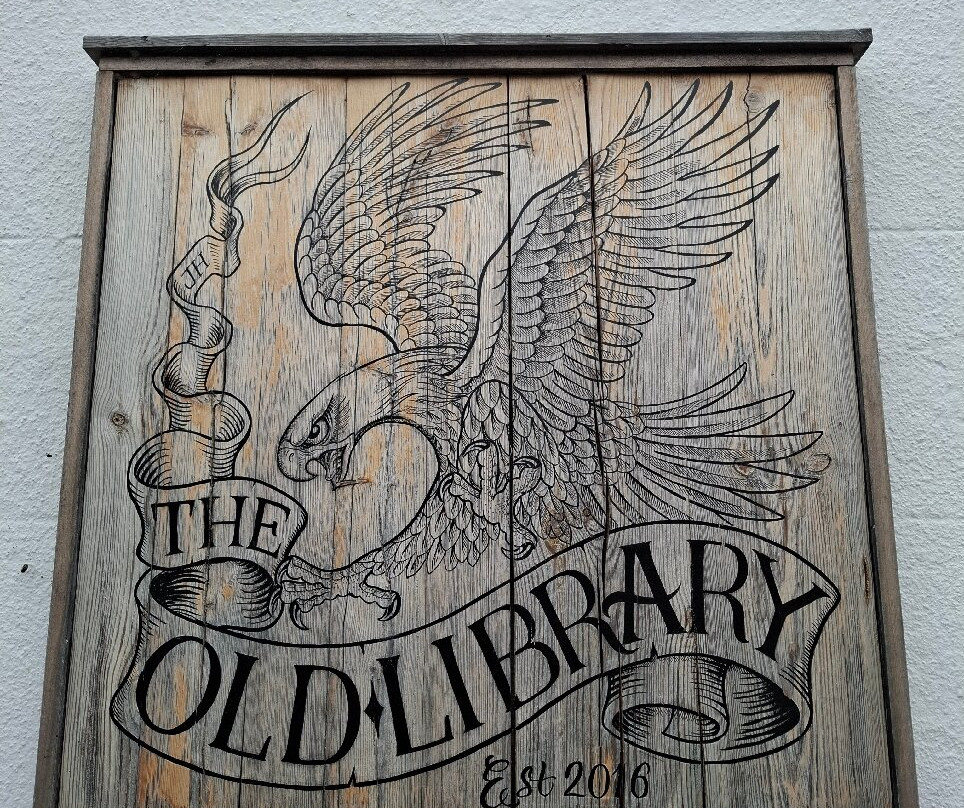 JH
THE
OLD·LIBRARY
Est 2016